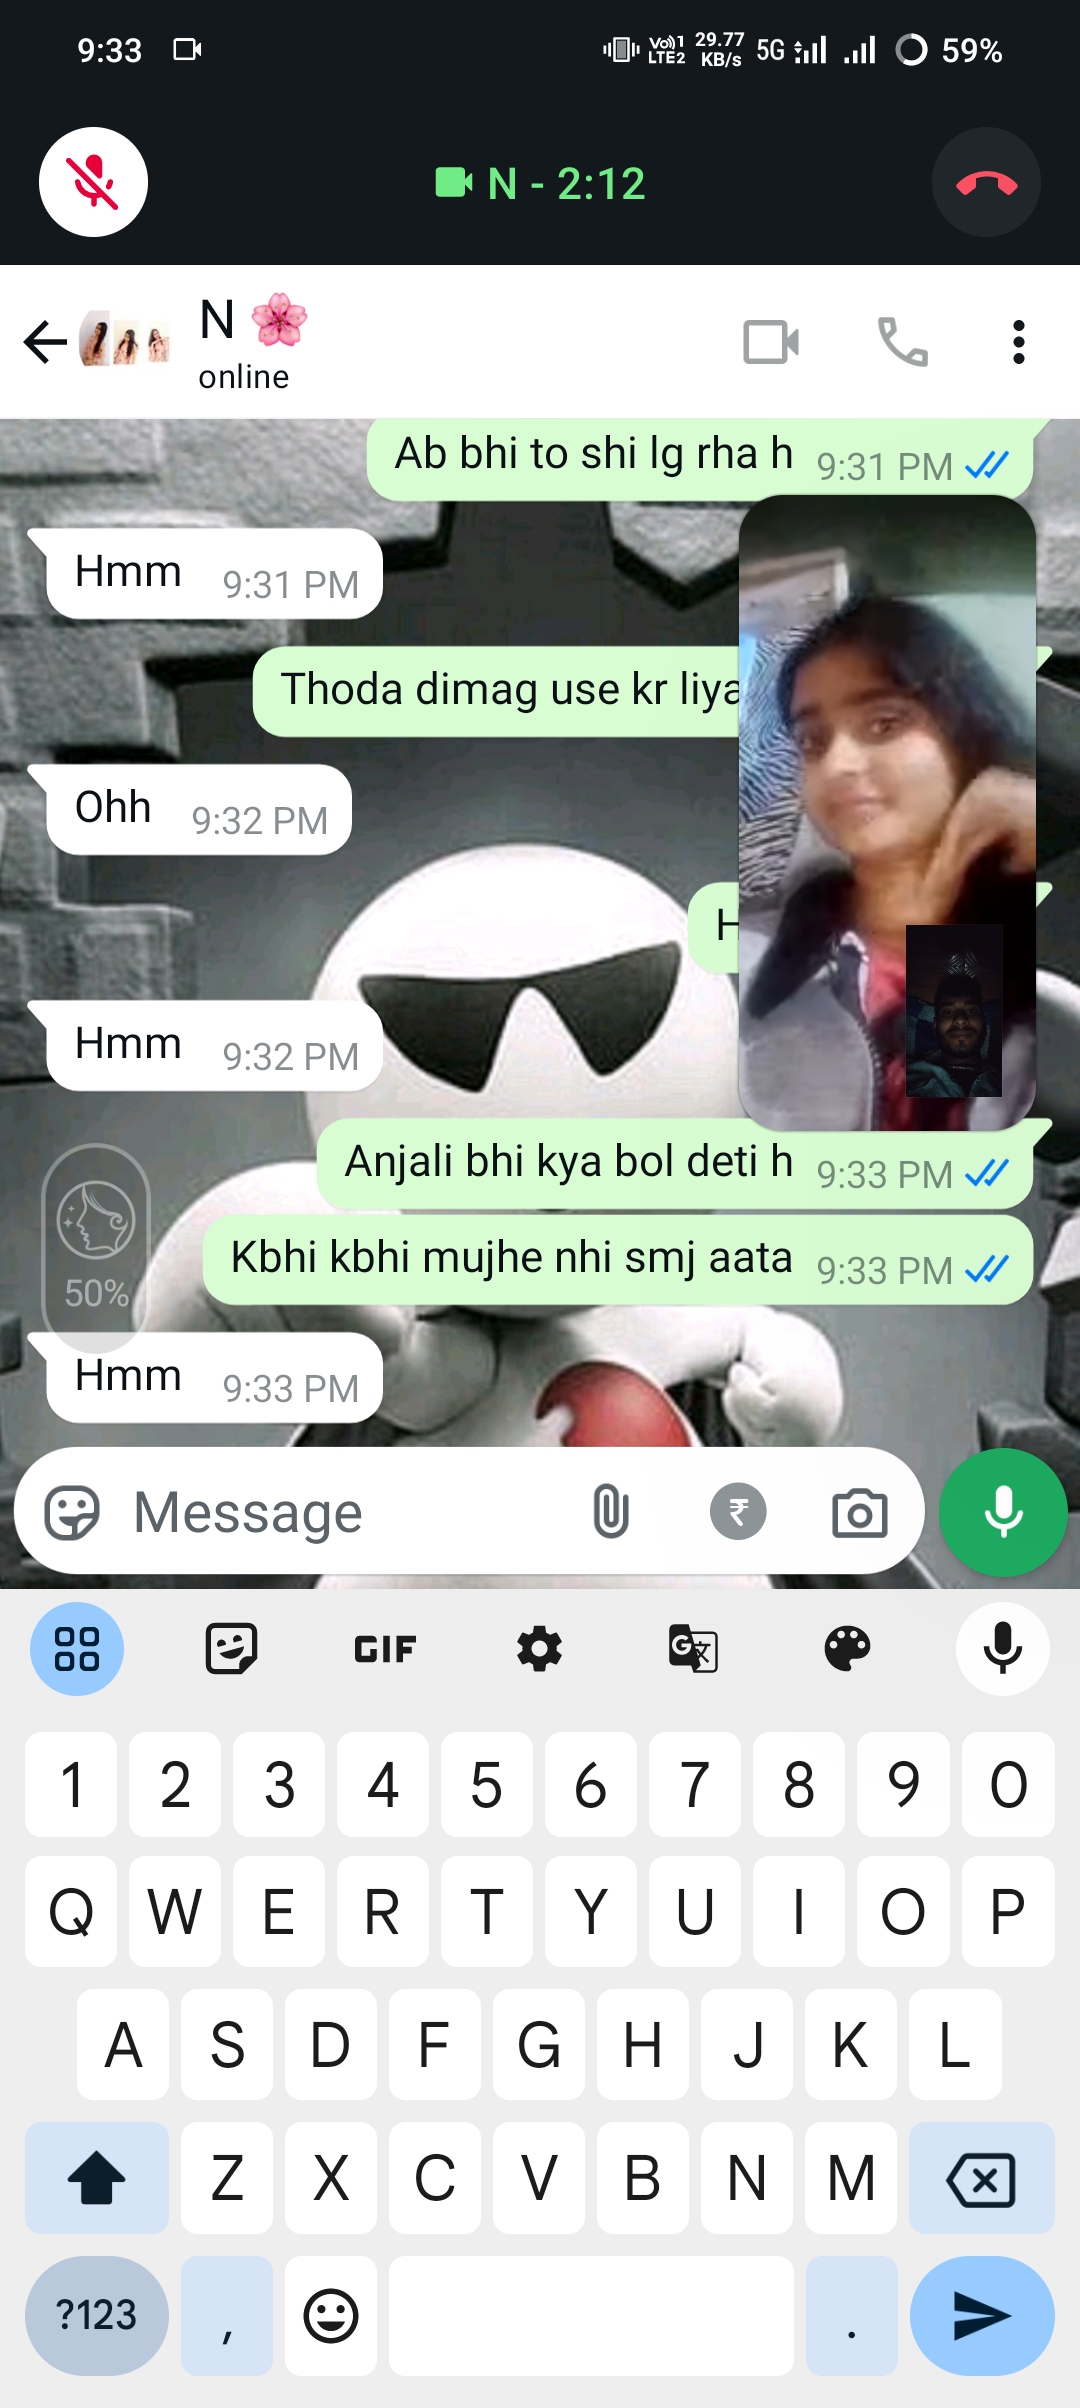 9:33 Vo) 1 LTE2 29.77 KB/s 5G 59%
N - 2:12
N 🌸
online
Ab bhi to shi lg rha h 9:31 PM
Hmm 9:31 PM
Thoda dimag use kr liya
Ohh 9:32 PM
H
Hmm 9:32 PM
Anjali bhi kya bol deti h 9:33 PM
Kbhi kbhi mujhe nhi smj aata 9:33 PM
50%
Hmm 9:33 PM
Message ₹
GIF G 文
1 2 3 4 5 6 7 8 9 0
Q W E R T Y U I O P
A S D F G H J K L
Z X C V B N M
?123 , .